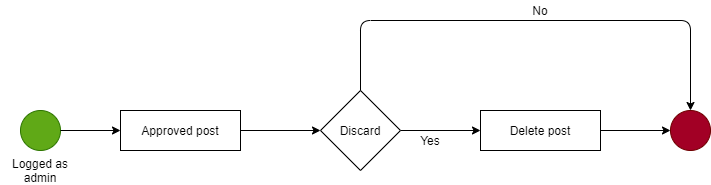 No
Approved post
Discard
Yes
Delete post
Logged as
admin